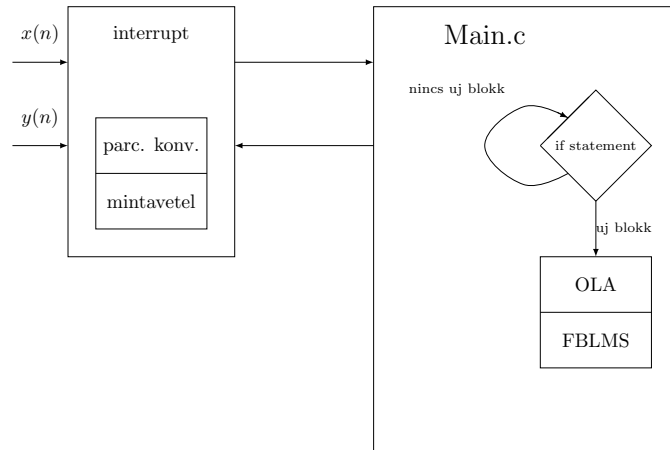 x(n)
interrupt
Main.c
nincs uj blokk
y(n)
parc. konv.
if statement
mintavetel
uj blokk
OLA
FBLMS